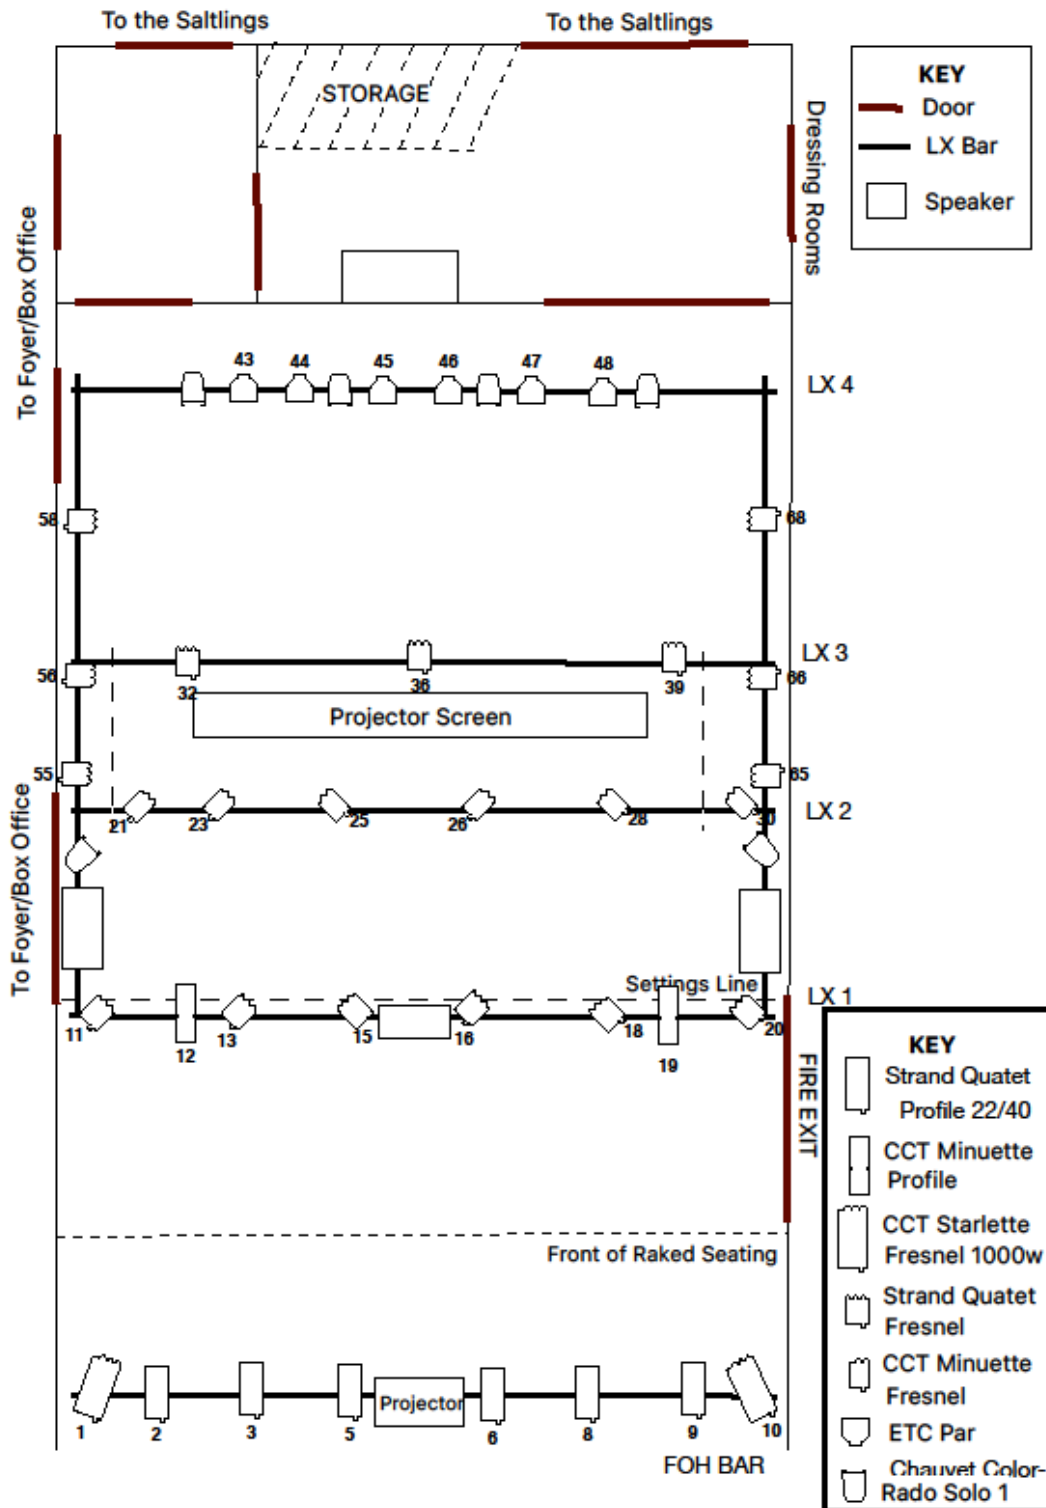 To the Saltlings
To the Saltlings
KEY
Door
LX Bar
Speaker
STORAGE
Dressing Rooms
To Foyer/Box Office
43 44 45 46 47 48
LX 4
58 68
LX 3
56 66
32 36 39
Projector Screen
55 65
LX 2
21 23 25 26 28 30
To Foyer/Box Office
Settings Line
LX 1
11 12 13 15 16 18 19 20
FIRE EXIT
KEY
Strand Quatet
Profile 22/40
CCT Minuette
Profile
CCT Starlette
Fresnel 1000w
Strand Quatet
Fresnel
CCT Minuette
Fresnel
ETC Par
Chauvet Color-
Rado Solo 1
Front of Raked Seating
Projector
1 2 3 5 6 8 9 10
FOH BAR